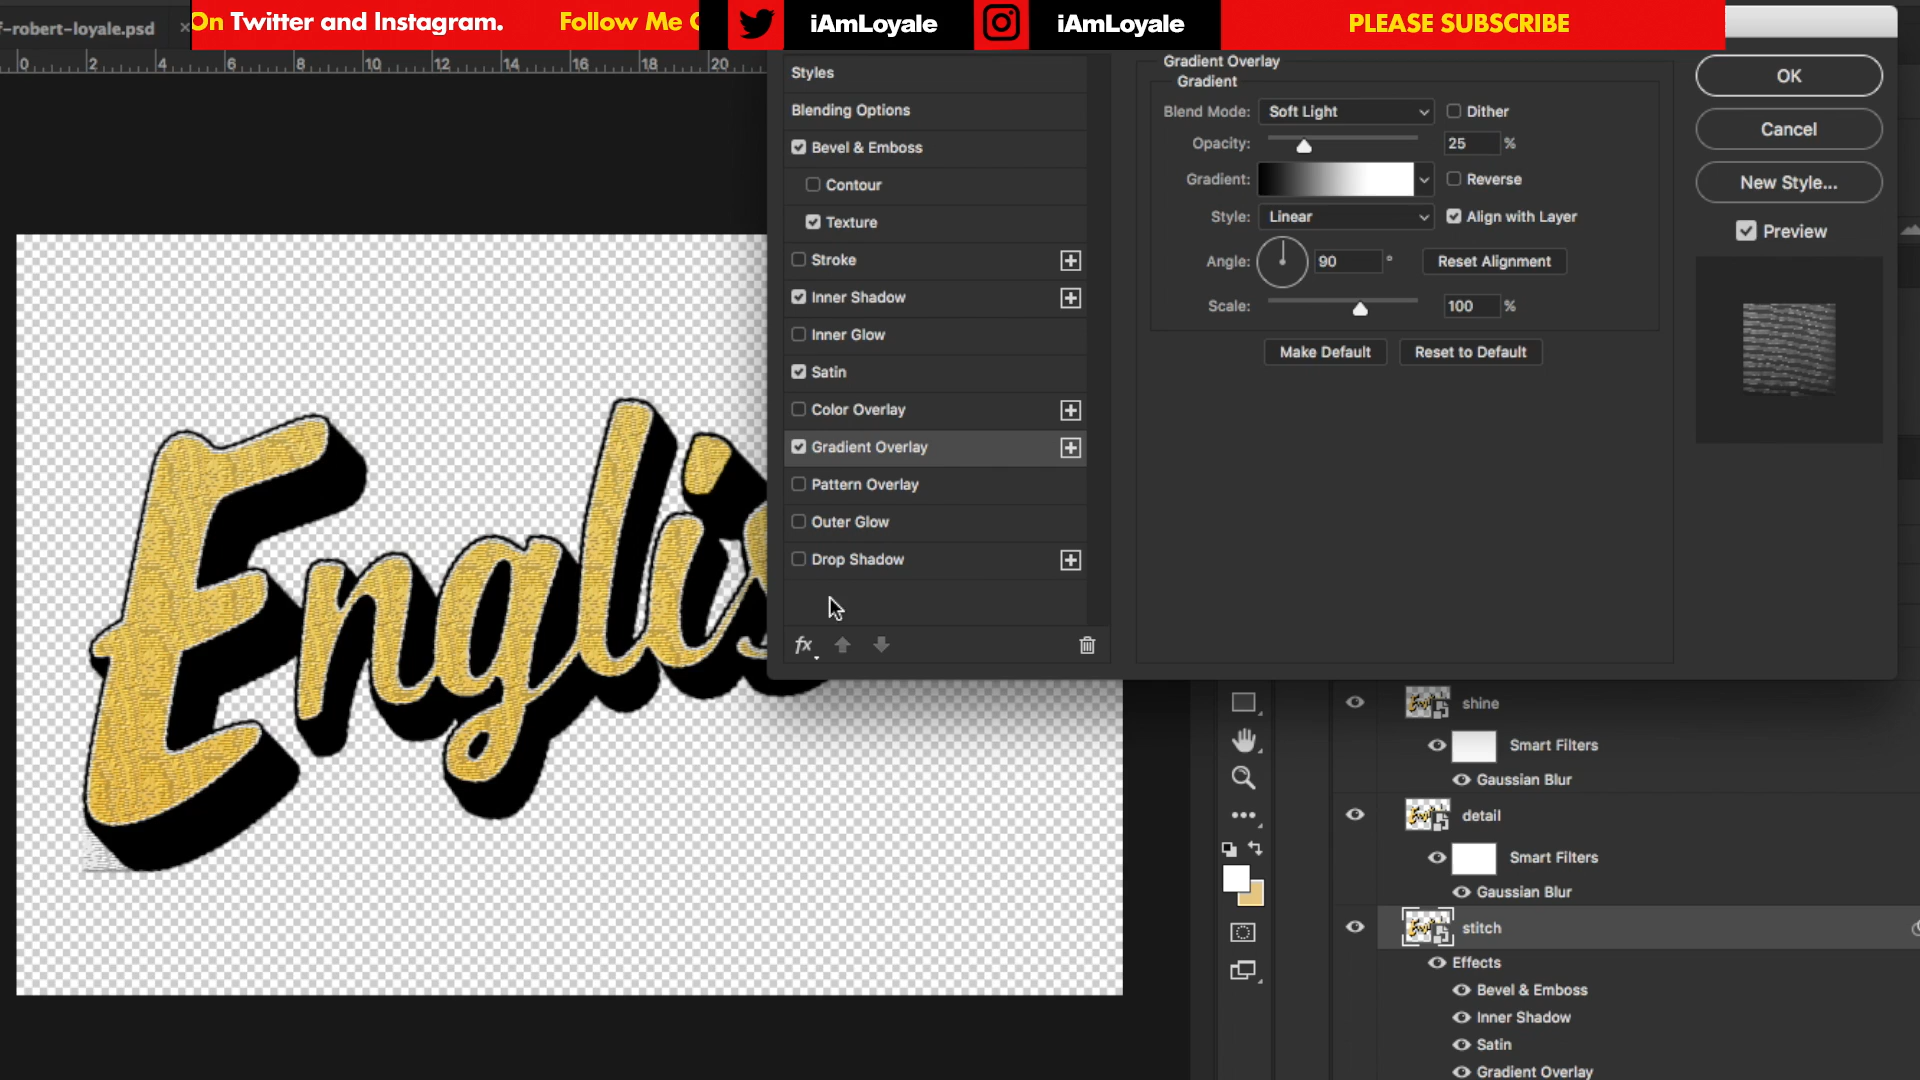 On Twitter and Instagram. Follow Me
iAmLoyale
iAmLoyale
PLEASE SUBSCRIBE
f-robert-loyale.psd
0 2 4 6 8 10 12 14 16 18 20
Styles
Blending Options
Bevel & Emboss
Contour
Texture
Stroke
Inner Shadow
Inner Glow
Satin
Color Overlay
Gradient Overlay
Pattern Overlay
Outer Glow
Drop Shadow
fx
Gradient Overlay
Gradient
Blend Mode: Soft Light Dither
Opacity: 25 %
Gradient: Reverse
Style: Linear Align with Layer
Angle: 90 ° Reset Alignment
Scale: 100 %
Make Default Reset to Default
OK
Cancel
New Style...
Preview
Englis
shine
Smart Filters
Gaussian Blur
detail
Smart Filters
Gaussian Blur
stitch
Effects
Bevel & Emboss
Inner Shadow
Satin
Gradient Overlay